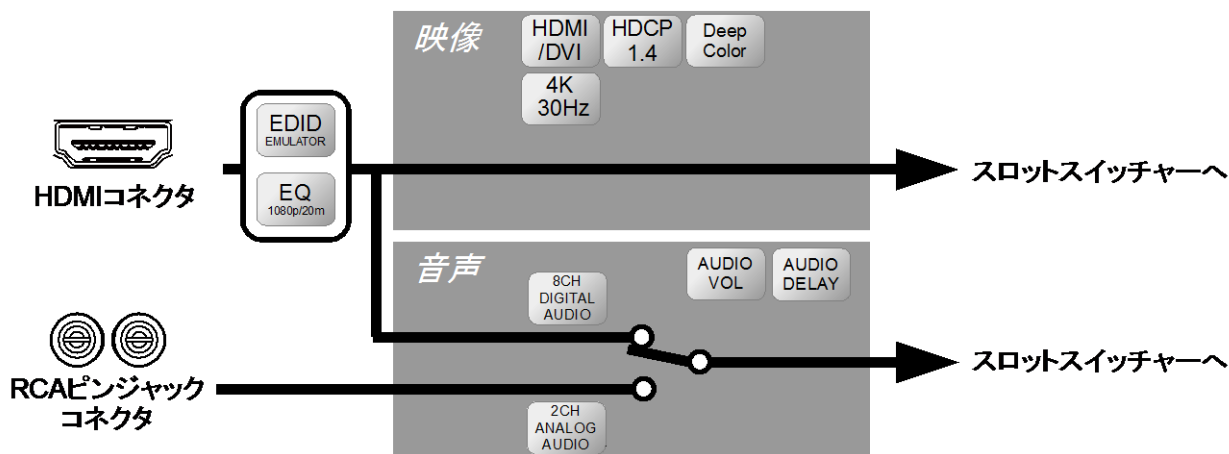 映像
HDMI
/DVI
HDCP
1.4
Deep
Color
4K
30Hz
EDID
EMULATOR
EQ
1080p/20m
HDMIコネクタ
スロットスイッチャーへ
音声
8CH
DIGITAL
AUDIO
AUDIO
VOL
AUDIO
DELAY
スロットスイッチャーへ
RCAピンジャック
コネクタ
2CH
ANALOG
AUDIO